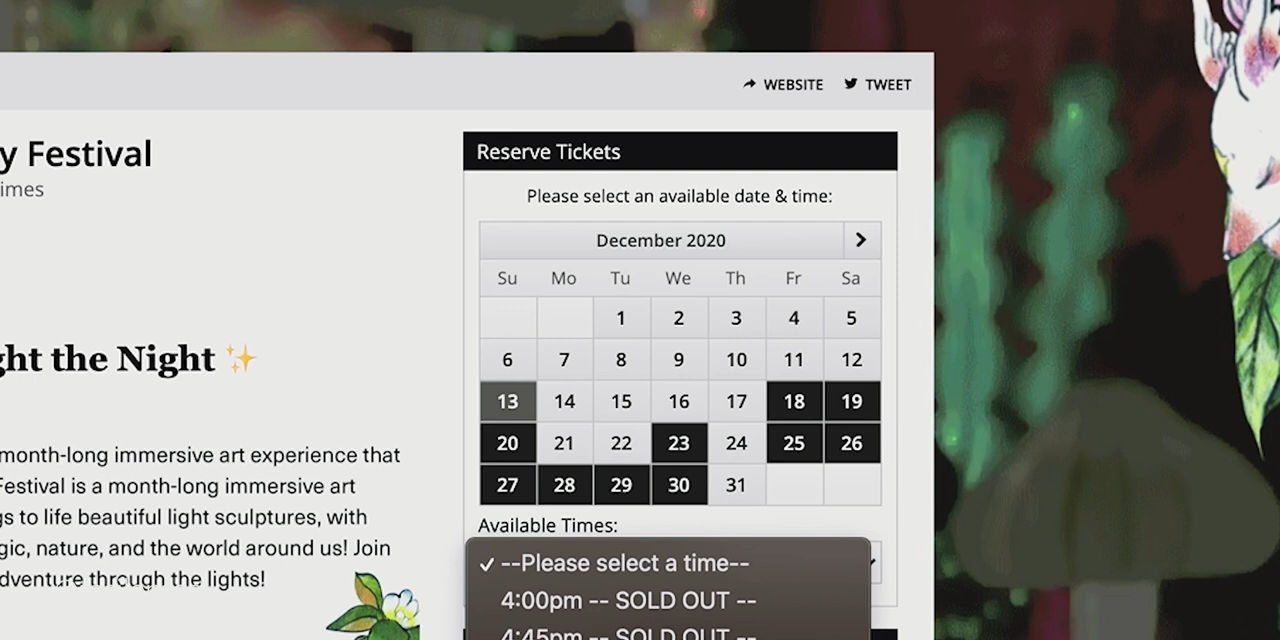 WEBSITE TWEET
y Festival
imes
ght the Night
month-long immersive art experience that
Festival is a month-long immersive art
gs to life beautiful light sculptures, with
gic, nature, and the world around us! Join
dventure through the lights!
Reserve Tickets
Please select an available date & time:
December 2020
Su Mo Tu We Th Fr Sa
1 2 3 4 5
6 7 8 9 10 11 12
13 14 15 16 17 18 19
20 21 22 23 24 25 26
27 28 29 30 31
Available Times:
--Please select a time--
4:00pm -- SOLD OUT --
4:45pm -- SOLD OUT --